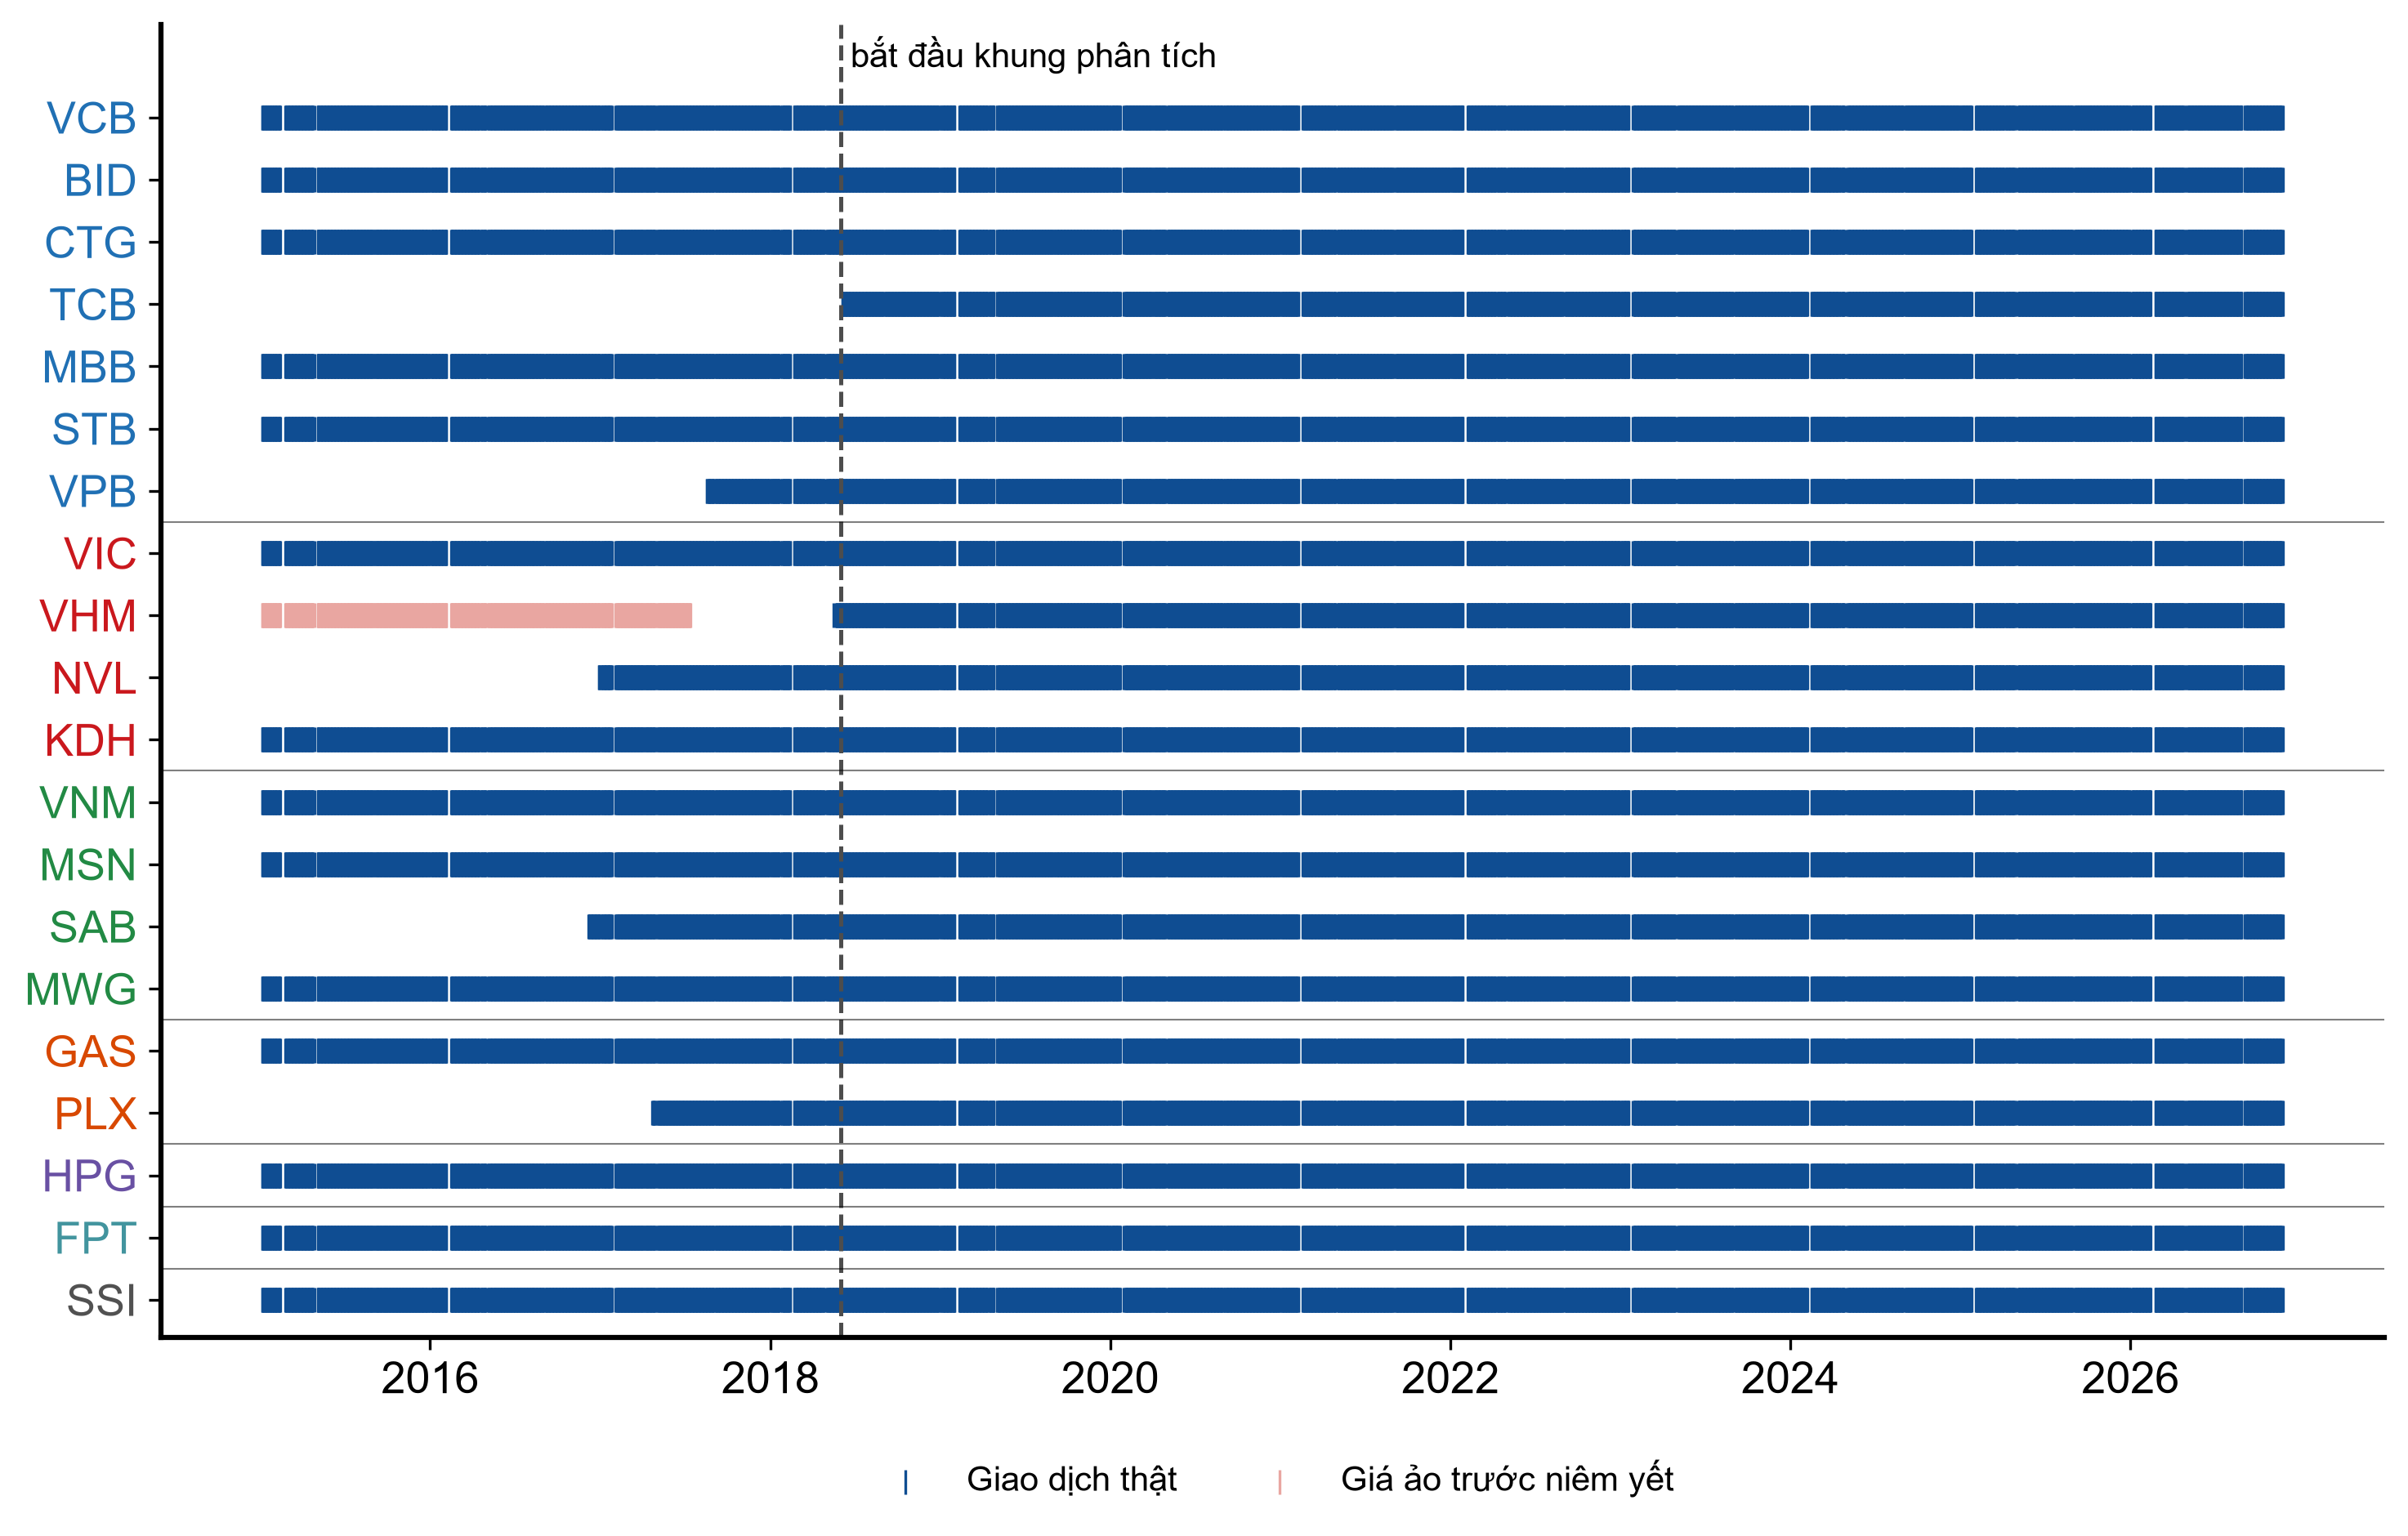 bắt đầu khung phân tích
VCB
BID
CTG
TCB
MBB
STB
VPB
VIC
VHM
NVL
KDH
VNM
MSN
SAB
MWG
GAS
PLX
HPG
FPT
SSI
2016 2018 2020 2022 2024 2026
Giao dịch thật Giá ảo trước niêm yết